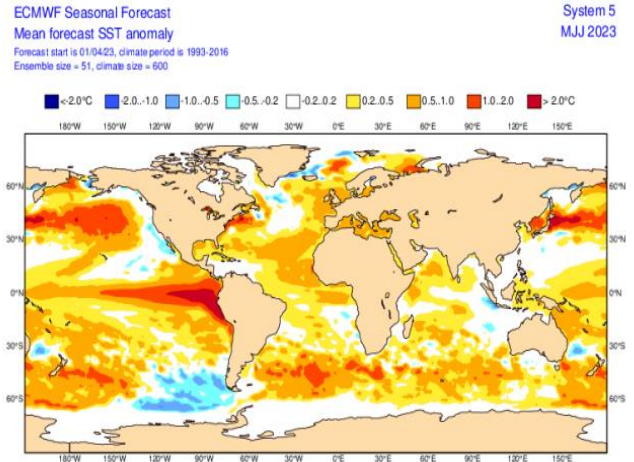 ECMWF Seasonal Forecast
System 5
Mean forecast SST anomaly
MJJ 2023
Forecast start is 01/04/23, climate period is 1993-2016
Ensemble size = 51, climate size = 600
<-2.0°C -2.0..-1.0 -1.0..-0.5 -0.5..-0.2 -0.2..0.2 0.2..0.5 0.5..1.0 1.0..2.0 > 2.0°C
180°W 150°W 120°W 90°W 60°W 30°W 0°E 30°E 60°E 90°E 120°E 150°E
60°N 60°N
30°N 30°N
0°N 0°N
30°S 30°S
60°S 60°S
180°W 150°W 120°W 90°W 60°W 30°W 0°E 30°E 60°E 90°E 120°E 150°E